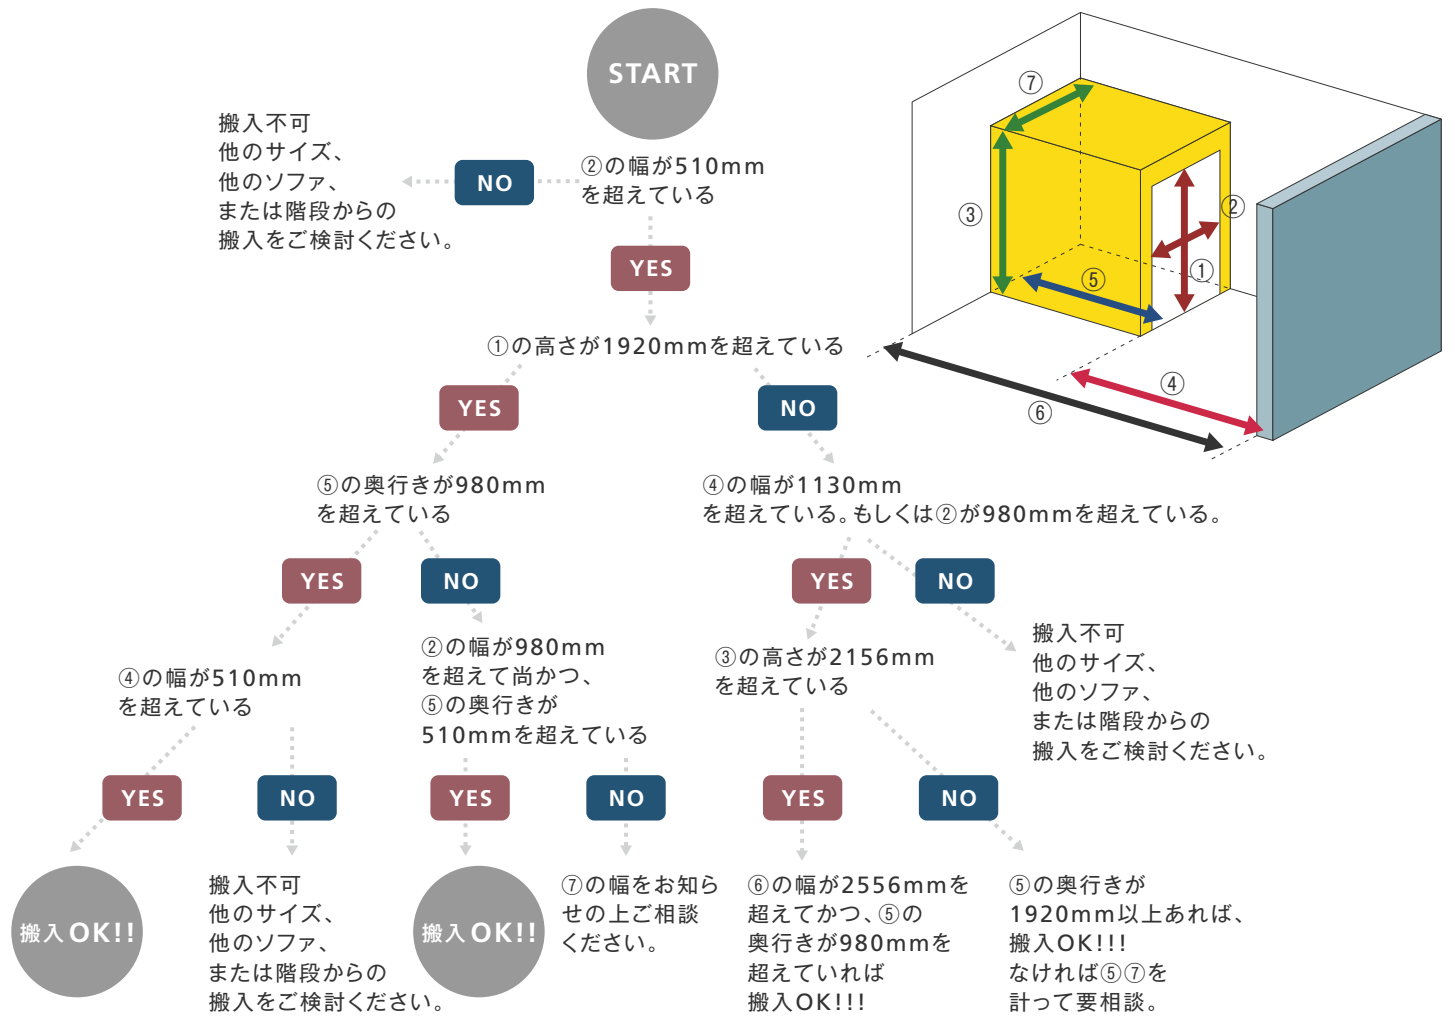 START
②の幅が510mm
を超えている
NO
搬入不可
他のサイズ、
他のソファ、
または階段からの
搬入をご検討ください。
YES
①の高さが1920mmを超えている
YES
NO
⑤の奥行きが980mm
を超えている
④の幅が1130mm
を超えている。もしくは②が980mmを超えている。
YES
NO
YES
NO
④の幅が510mm
を超えている
②の幅が980mm
を超えて尚かつ、
⑤の奥行きが
510mmを超えている
③の高さが2156mm
を超えている
搬入不可
他のサイズ、
他のソファ、
または階段からの
搬入をご検討ください。
YES
NO
YES
NO
YES
NO
搬入OK!!
搬入不可
他のサイズ、
他のソファ、
または階段からの
搬入をご検討ください。
搬入OK!!
⑦の幅をお知ら
せの上ご相談
ください。
⑥の幅が2556mmを
超えてかつ、⑤の
奥行きが980mmを
超えていれば
搬入OK!!!
⑤の奥行きが
1920mm以上あれば、
搬入OK!!!
なければ⑤⑦を
計って要相談。
⑦
③
②
①
⑤
④
⑥